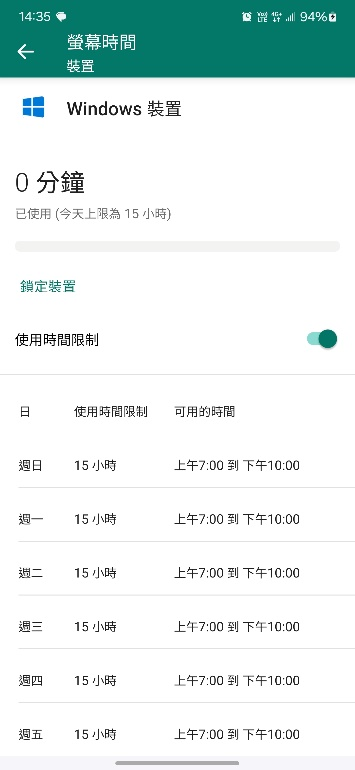 14:35 Vo) LTE 4G+ 94%
螢幕時間
裝置
Windows 裝置
0 分鐘
已使用 (今天上限為 15 小時)
鎖定裝置
使用時間限制
日 使用時間限制 可用的時間
週日 15 小時 上午7:00 到 下午10:00
週一 15 小時 上午7:00 到 下午10:00
週二 15 小時 上午7:00 到 下午10:00
週三 15 小時 上午7:00 到 下午10:00
週四 15 小時 上午7:00 到 下午10:00
週五 15 小時 上午7:00 到 下午10:00